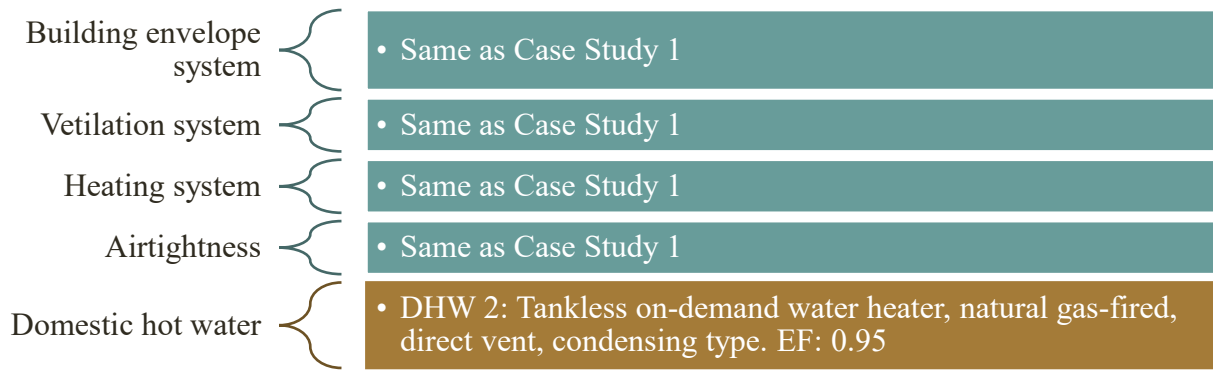 Building envelope
system
• Same as Case Study 1
Vetilation system
• Same as Case Study 1
Heating system
• Same as Case Study 1
Airtightness
• Same as Case Study 1
Domestic hot water
• DHW 2: Tankless on-demand water heater, natural gas-fired,
direct vent, condensing type. EF: 0.95